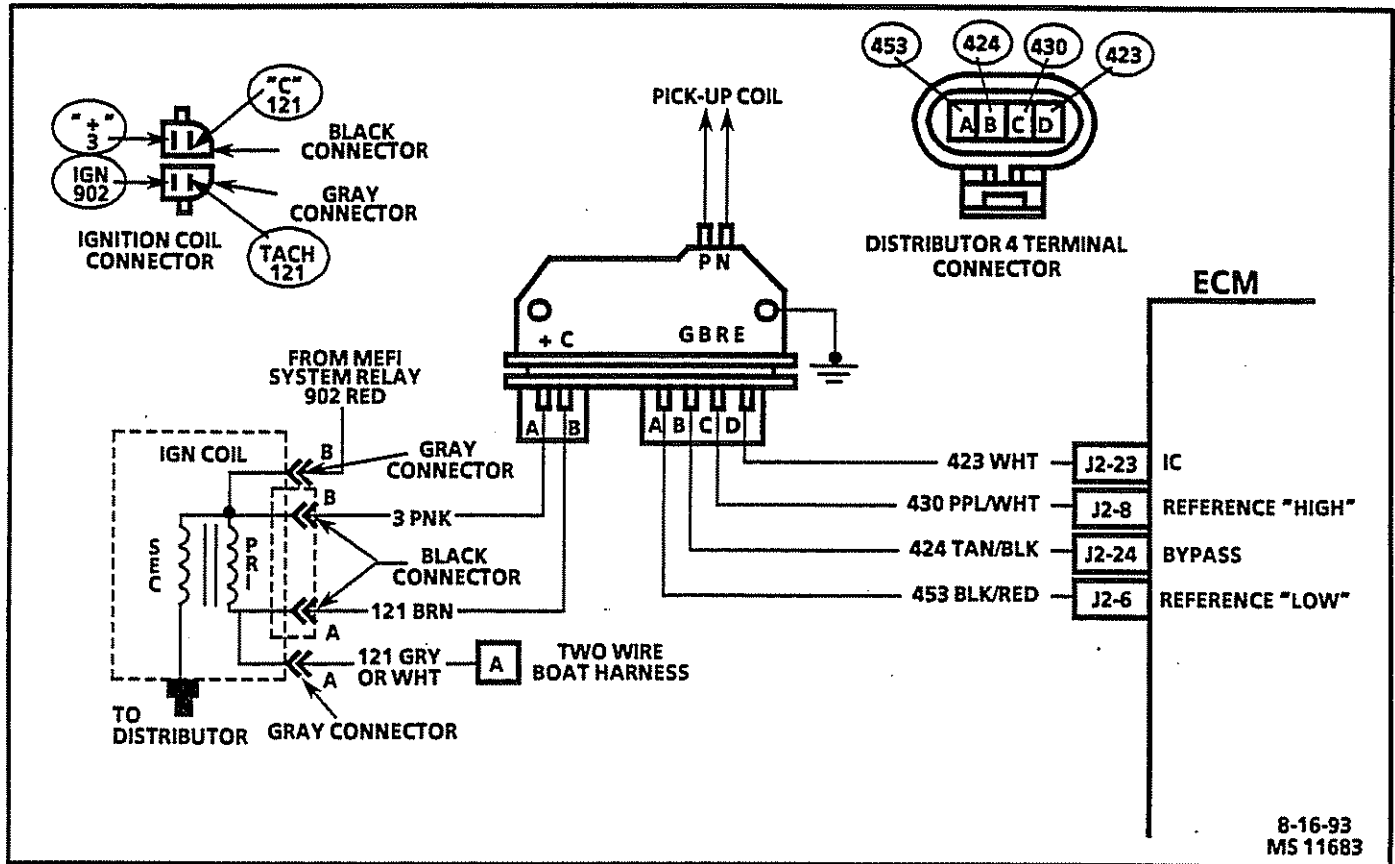 453
424
430
423
"C"
121
"+"
3
BLACK
CONNECTOR
PICK-UP COIL
A B C D
IGN
902
GRAY
CONNECTOR
IGNITION COIL
CONNECTOR
TACH
121
DISTRIBUTOR 4 TERMINAL
CONNECTOR
P N
ECM
+ C
G B R E
FROM MEFI
SYSTEM RELAY
902 RED
A B
A B C D
IGN COIL
B
GRAY
CONNECTOR
423 WHT
J2-23
IC
B
3 PNK
430 PPL/WHT
J2-8
REFERENCE "HIGH"
SEC
PRI
BLACK
CONNECTOR
424 TAN/BLK
J2-24
BYPASS
121 BRN
A
453 BLK/RED
J2-6
REFERENCE "LOW"
121 GRY
OR WHT
A
A
TWO WIRE
BOAT HARNESS
TO
DISTRIBUTOR
GRAY CONNECTOR
8-16-93
MS 11683